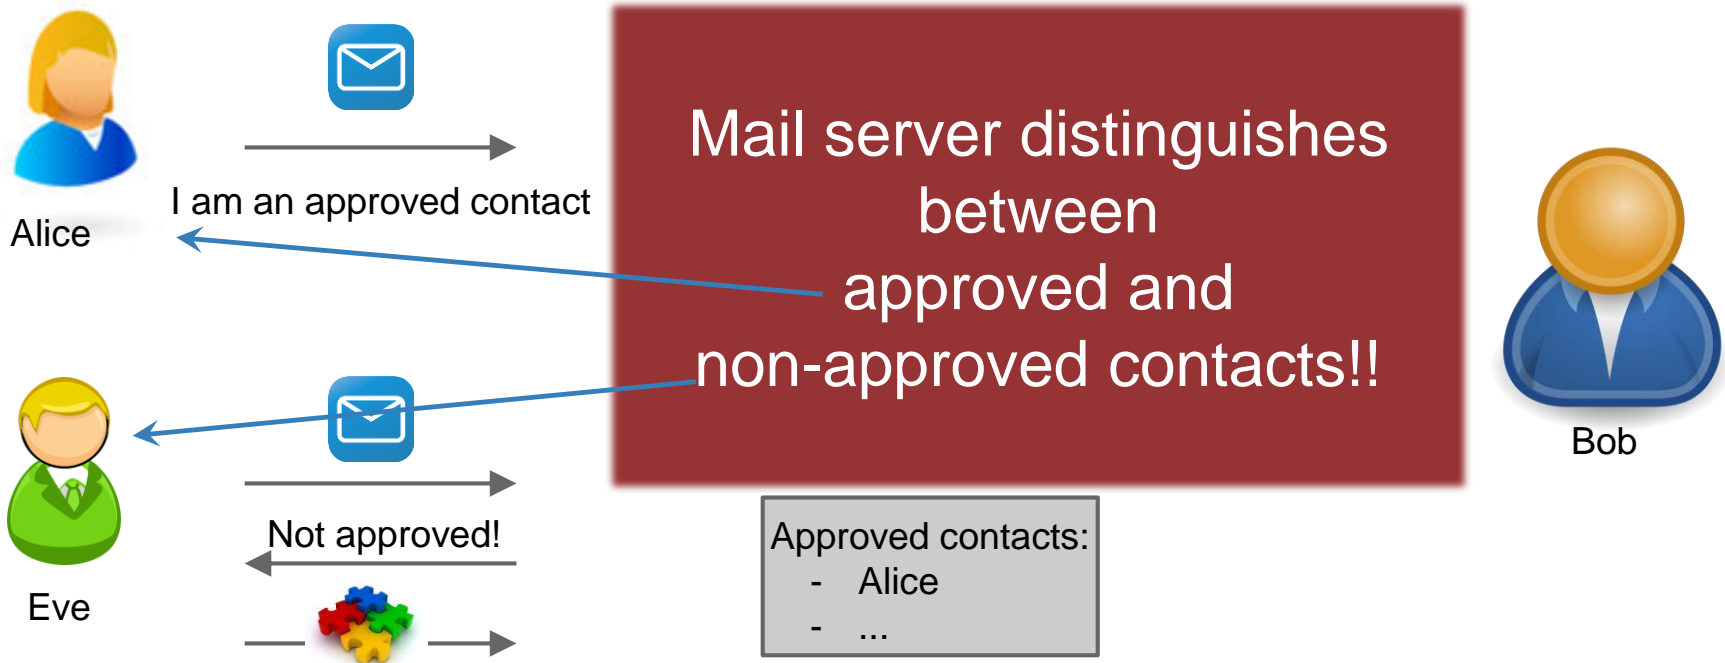 Mail server distinguishes
between
approved and
non-approved contacts!!
I am an approved contact
Alice
Bob
Not approved!
Eve
Approved contacts:
- Alice
- ...